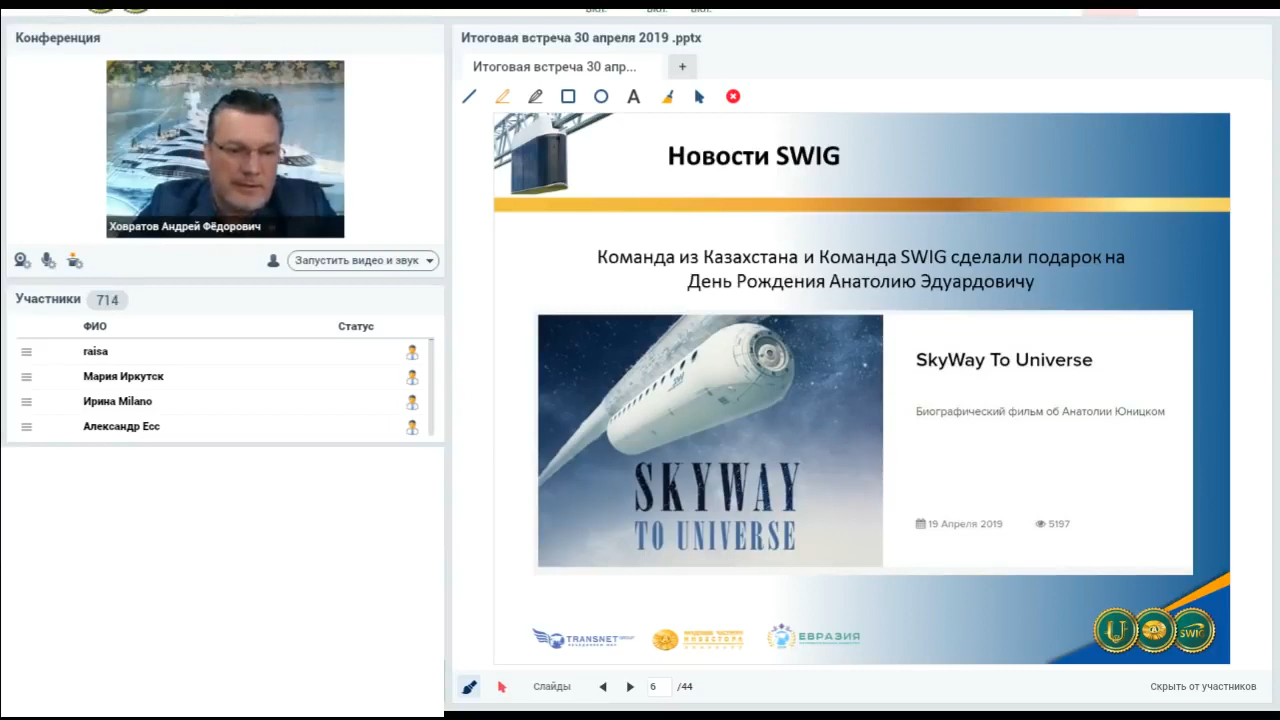 вкл. вкл. вкл.
Конференция
Ховратов Андрей Фёдорович
Запустить видео и звук
Участники 714
ФИО Статус
raisa
Мария Иркутск
Ирина Milano
Александр Есс
Итоговая встреча 30 апреля 2019 .pptx
Итоговая встреча 30 апр... +
A
Новости SWIG
Команда из Казахстана и Команда SWIG сделали подарок на
День Рождения Анатолию Эдуардовичу
SKYWAY
TO UNIVERSE
SkyWay To Universe
Биографический фильм об Анатолии Юницком
19 Апреля 2019 5197
TRANSNET
ЕВРАЗИЯ
SWIG
Слайды 6 /44 Скрыть от участников